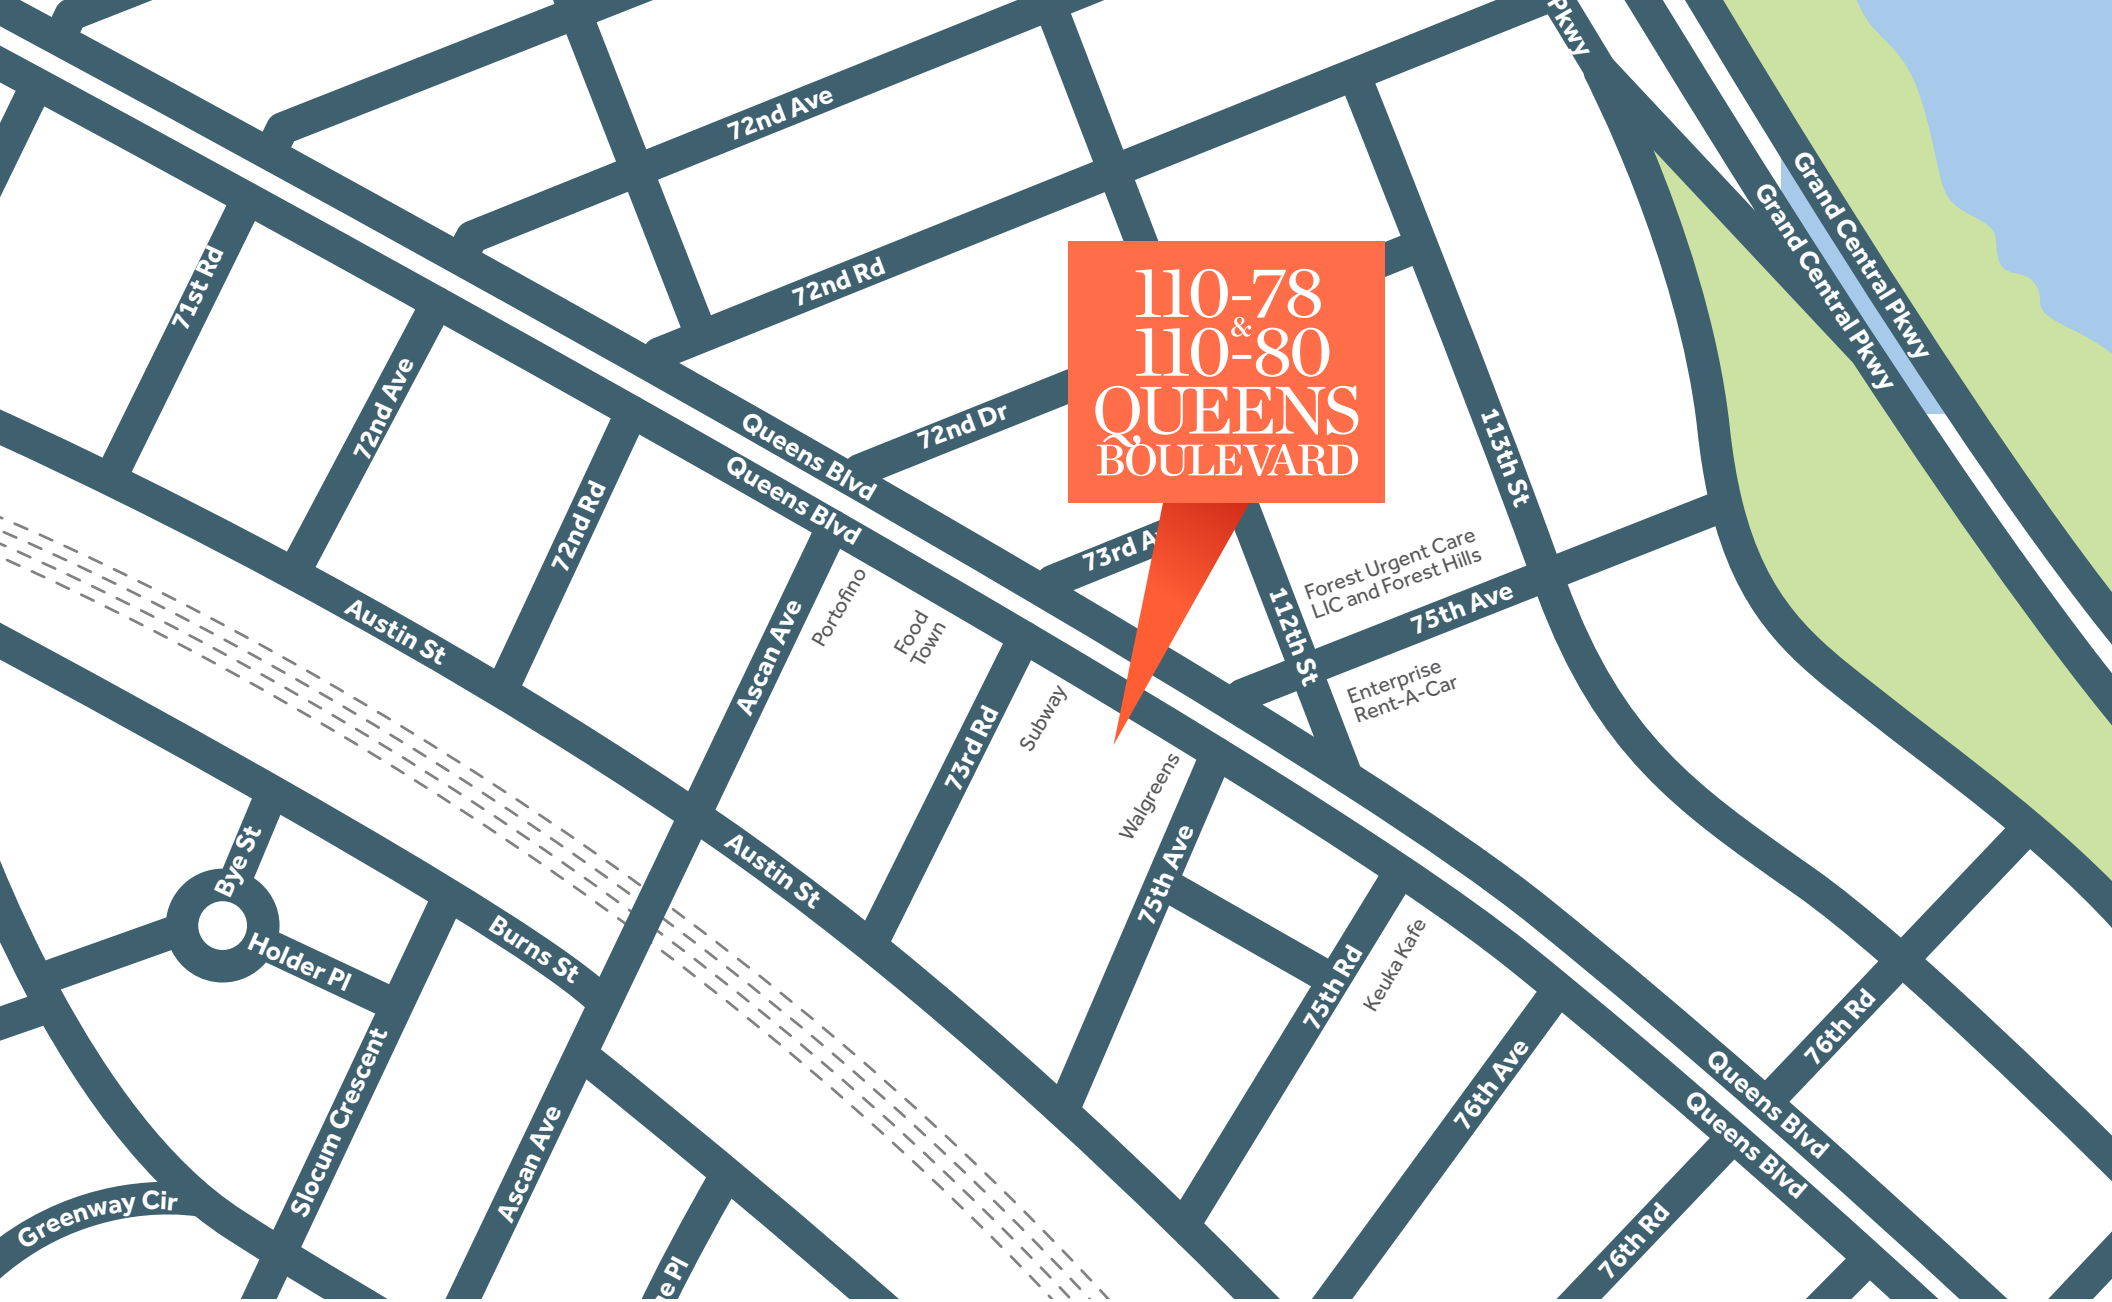 Pkwy
72nd Ave
Grand Central Pkwy
Grand Central Pkwy
71st Rd
72nd Rd
110-78
&
110-80
QUEENS
BOULEVARD
72nd Ave
72nd Dr
Queens Blvd
Queens Blvd
113th St
72nd Rd
73rd A
Forest Urgent Care
LIC and Forest Hills
75th Ave
112th St
Portofino
Food
Town
Ascan Ave
Austin St
Enterprise
Rent-A-Car
Subway
73rd Rd
Walgreens
75th Ave
Austin St
Bye St
Holder Pl
Burns St
75th Rd
Keuka Kafe
76th Rd
76th Ave
Queens Blvd
Queens Blvd
Slocum Crescent
Ascan Ave
Greenway Cir
76th Rd
e Pl